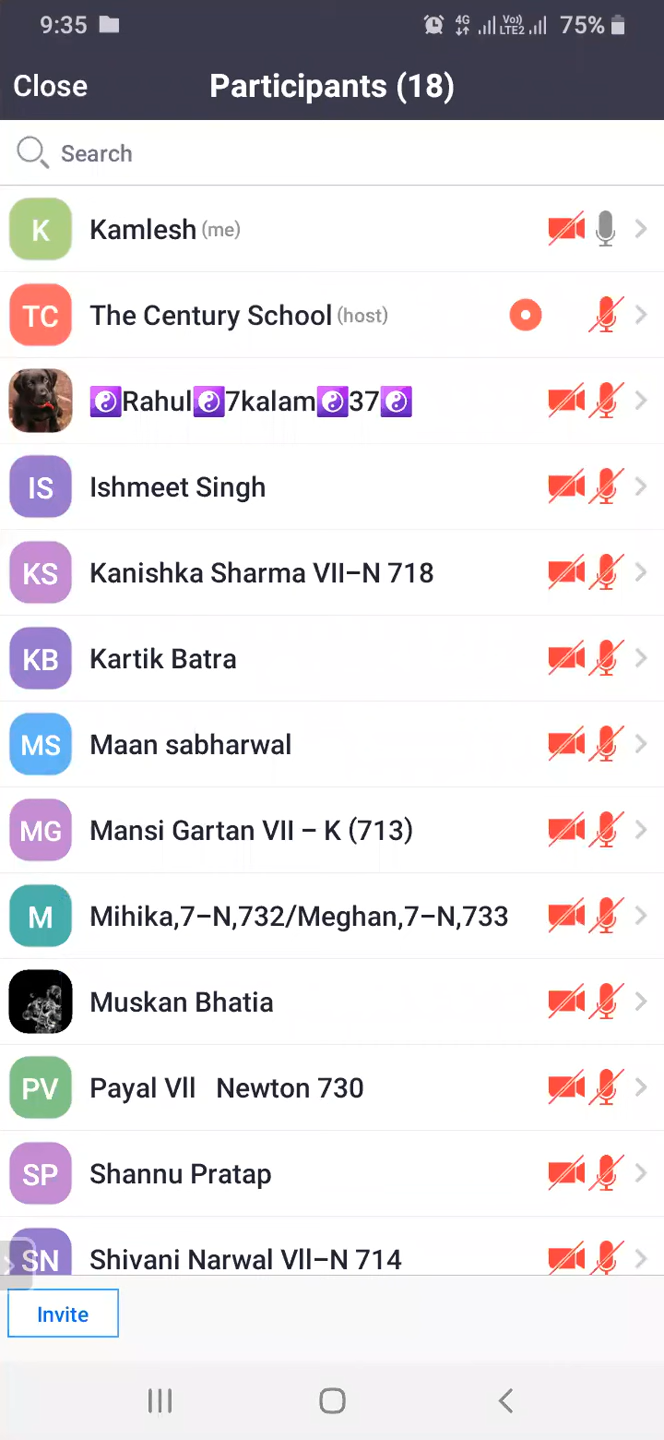 9:35 4G Vo) LTE2 75%
Close Participants (18)
Search
K Kamlesh (me)
TC The Century School (host)
☯Rahul☯7kalam☯37☯
IS Ishmeet Singh
KS Kanishka Sharma VII–N 718
KB Kartik Batra
MS Maan sabharwal
MG Mansi Gartan VII – K (713)
M Mihika,7–N,732/Meghan,7–N,733
Muskan Bhatia
PV Payal Vll Newton 730
SP Shannu Pratap
SN Shivani Narwal Vll–N 714
Invite